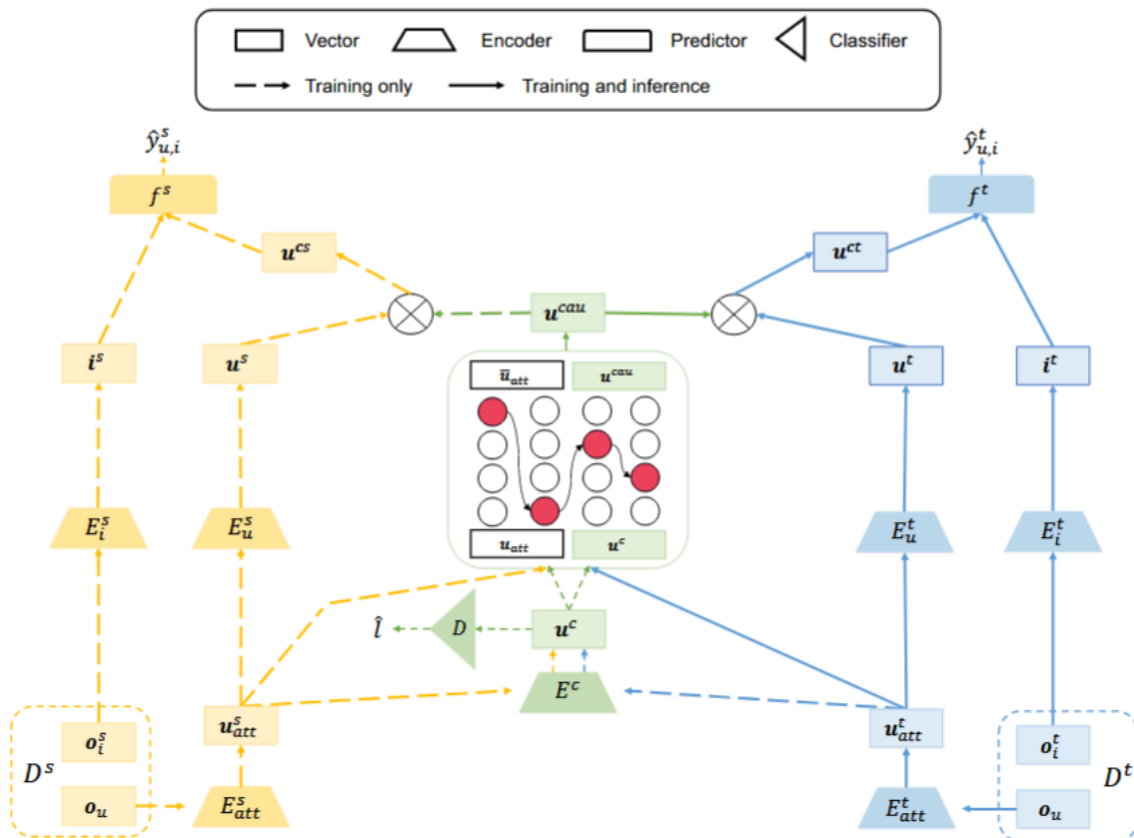 Vector Encoder Predictor Classifier
Training only Training and inference
ŷ^s_{u,i} ŷ^t_{u,i}
f^s f^t
u^{cs} u^{ct}
u^{cau}
i^s u^s u^t i^t
ū_{att} u^{cau}
E^s_i E^s_u E^t_u E^t_i
u_{att} u^c
l̂ D u^c
E^c
u^s_{att} u^t_{att}
o^s_i o^t_i
D^s D^t
o_u E^s_{att} E^t_{att} o_u